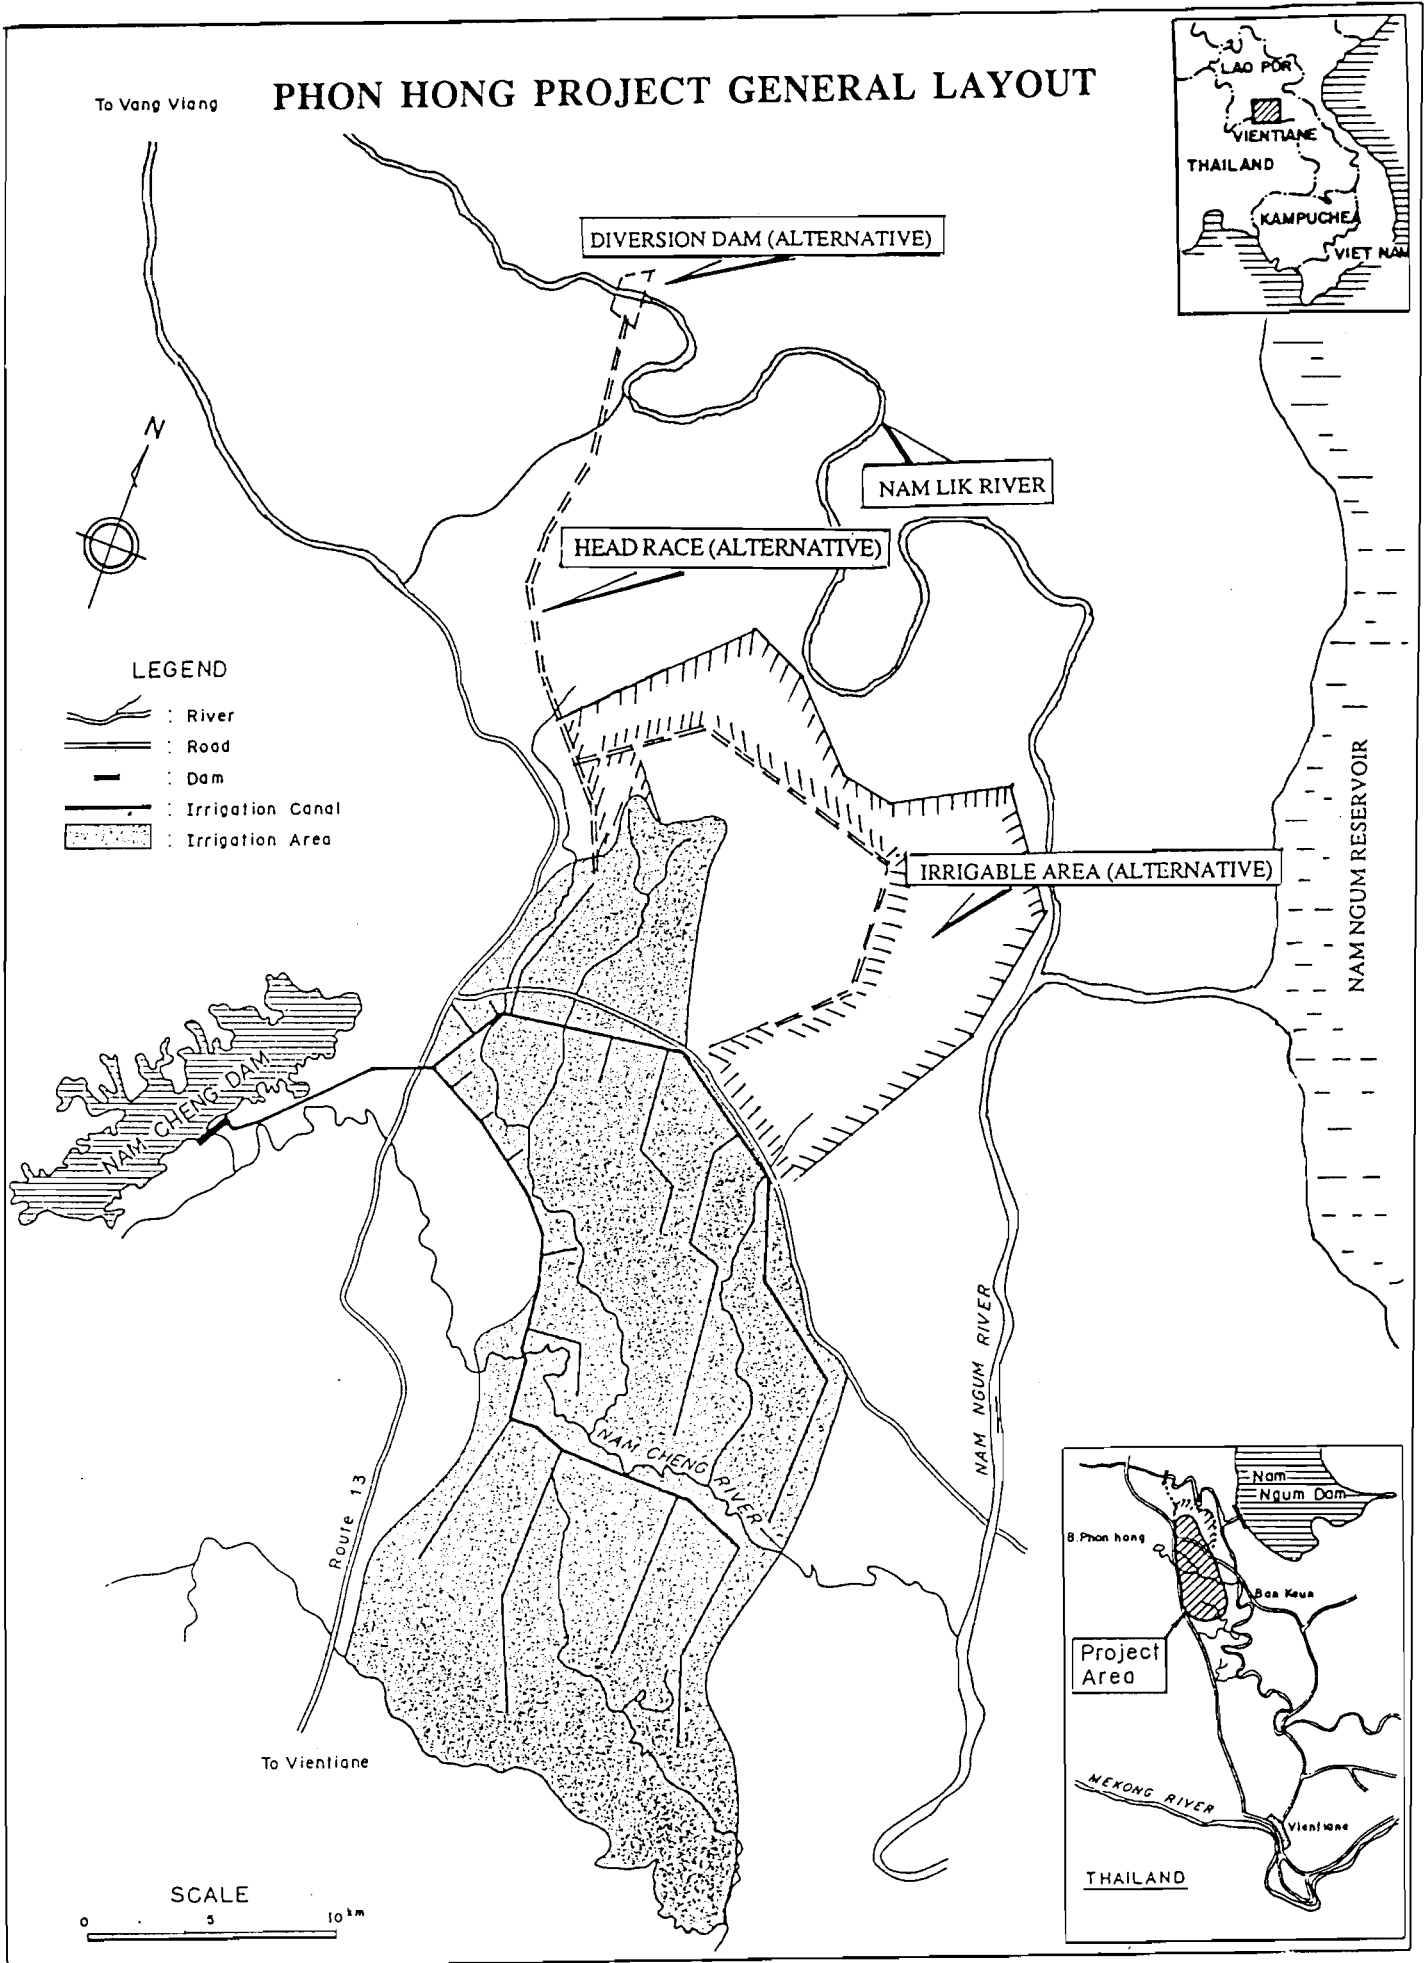 PHON HONG PROJECT GENERAL LAYOUT
To Vang Viang
LAO PDR
VIENTIANE
THAILAND
KAMPUCHEA
VIET NAM
DIVERSION DAM (ALTERNATIVE)
N
NAM LIK RIVER
HEAD RACE (ALTERNATIVE)
LEGEND
: River
: Road
: Dam
: Irrigation Canal
: Irrigation Area
NAM NGUM RESERVOIR
IRRIGABLE AREA (ALTERNATIVE)
NAM CHENG DAM
NAM NGUM RIVER
NAM CHENG RIVER
Route 13
To Vientiane
Nam
Ngum Dam
B. Phon hong
Ban Keun
Project
Area
MEKONG RIVER
Vientiane
THAILAND
SCALE
0 5 10 km